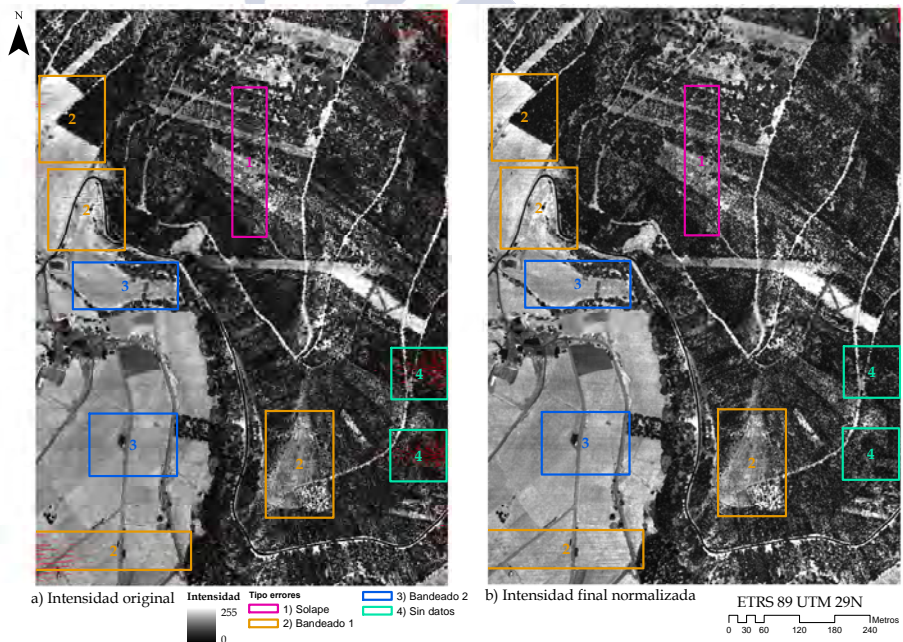 N
2
1
2
3
4
3
2
4
2
2
1
2
3
4
3
2
4
2
a) Intensidad original
Intensidad
255
0
Tipo errores
1) Solape
2) Bandeado 1
3) Bandeado 2
4) Sin datos
b) Intensidad final normalizada
ETRS 89 UTM 29N
Metros
0 30 60 120 180 240